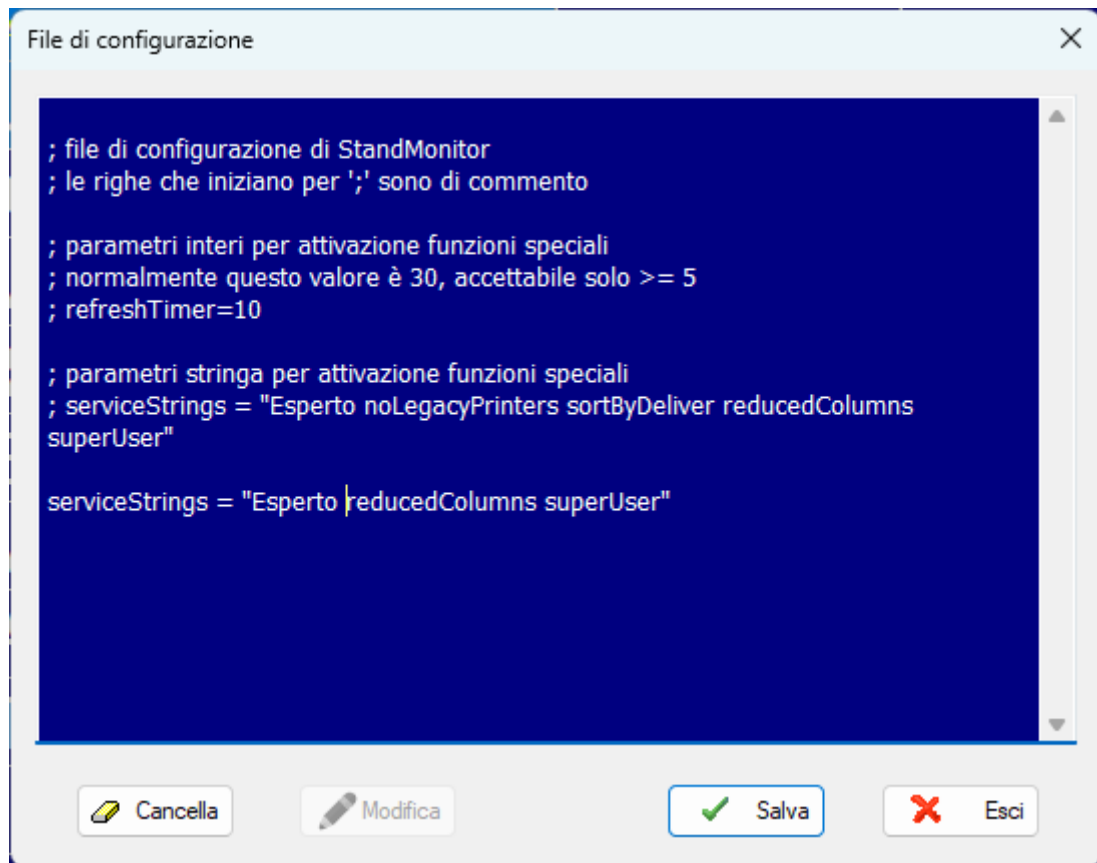 File di configurazione
; file di configurazione di StandMonitor
; le righe che iniziano per ';' sono di commento
; parametri interi per attivazione funzioni speciali
; normalmente questo valore è 30, accettabile solo >= 5
; refreshTimer=10
; parametri stringa per attivazione funzioni speciali
; serviceStrings = "Esperto noLegacyPrinters sortByDeliver reducedColumns
superUser"
serviceStrings = "Esperto reducedColumns superUser"
Cancella
Modifica
Salva
Esci